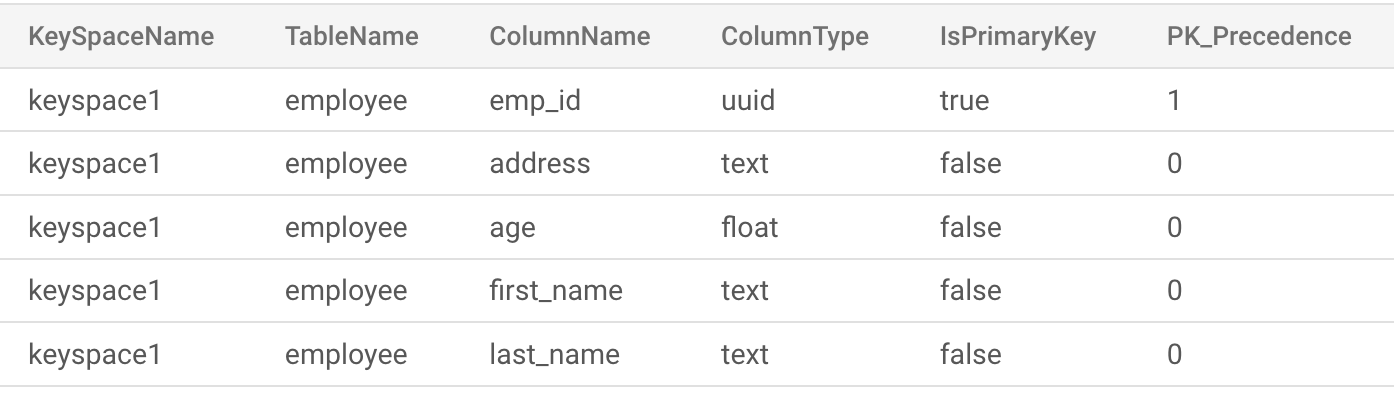 KeySpaceName TableName ColumnName ColumnType IsPrimaryKey PK_Precedence
keyspace1 employee emp_id uuid true 1
keyspace1 employee address text false 0
keyspace1 employee age float false 0
keyspace1 employee first_name text false 0
keyspace1 employee last_name text false 0